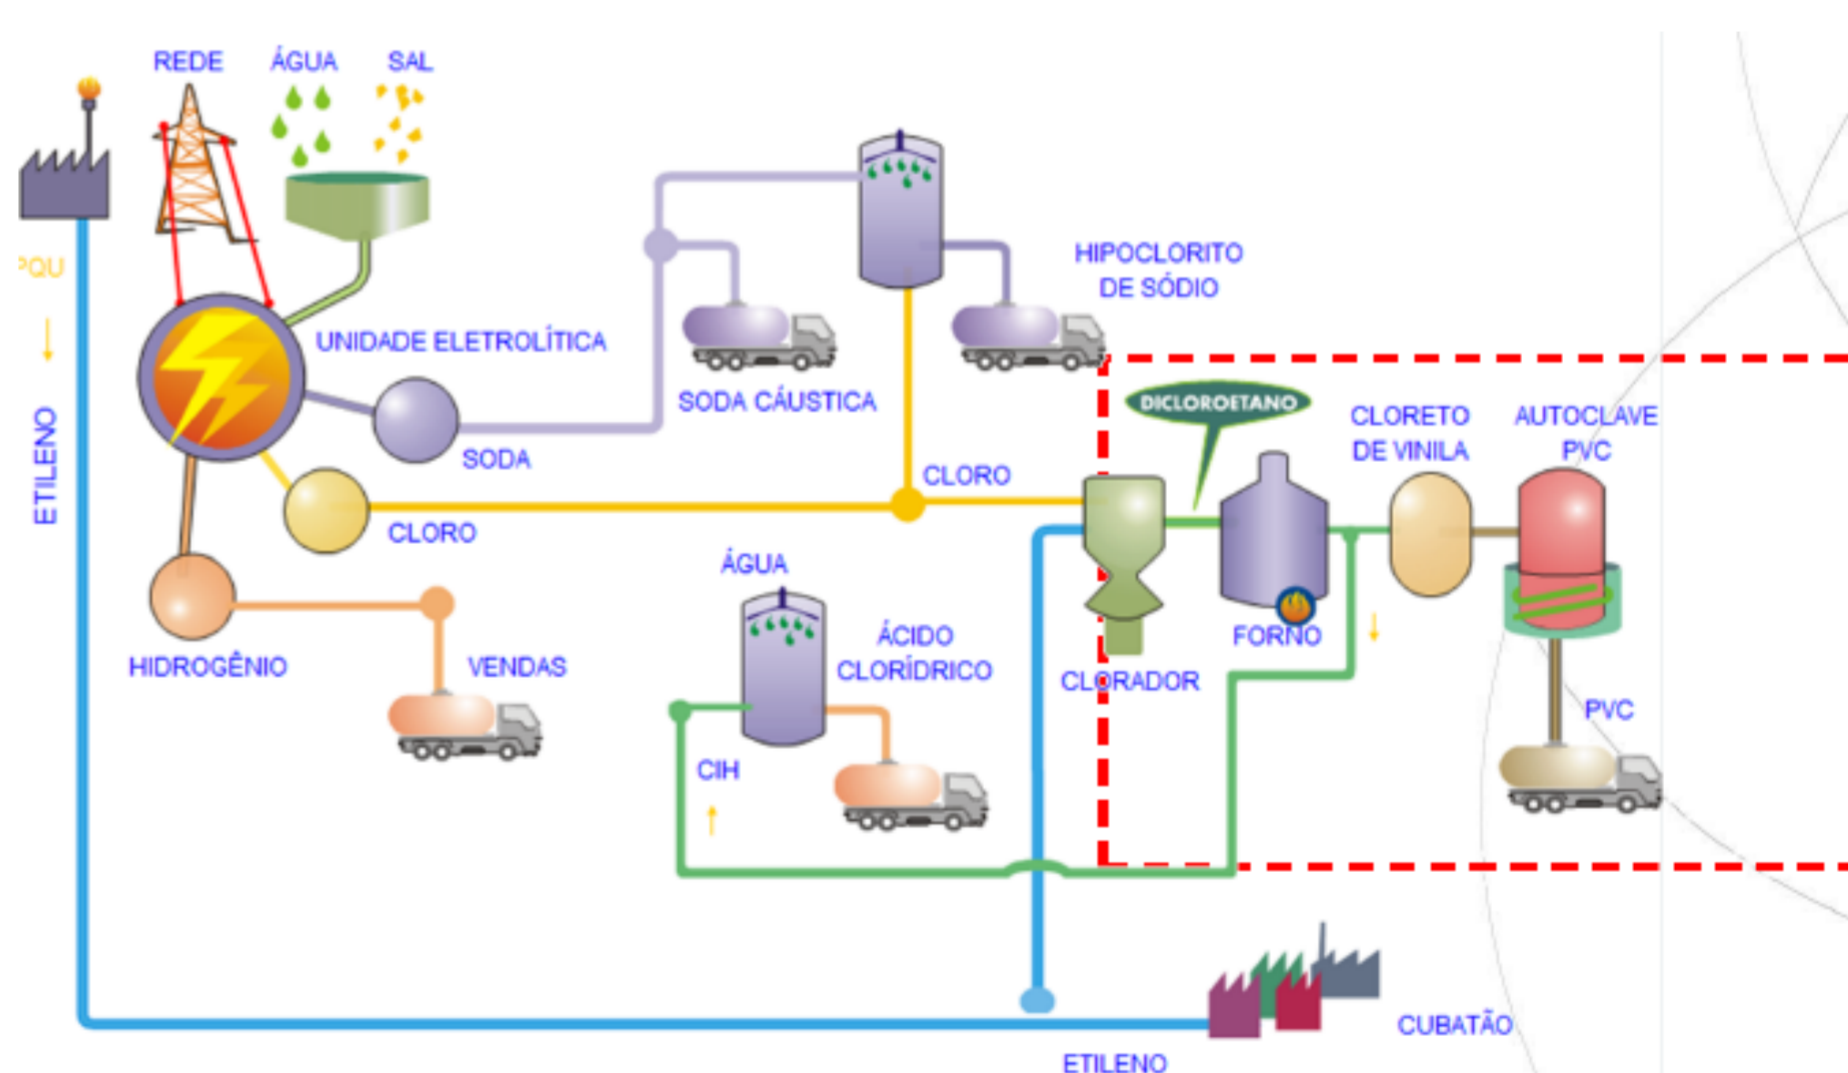 REDE
ÁGUA
SAL
PQU
ETILENO
UNIDADE ELETROLÍTICA
SODA
CLORO
HIDROGÊNIO
VENDAS
SODA CÁUSTICA
HIPOCLORITO
DE SÓDIO
CLORO
DICLOROETANO
CLORETO
DE VINILA
AUTOCLAVE
PVC
ÁGUA
ÁCIDO
CLORÍDRICO
CIH
CLORADOR
FORNO
PVC
CUBATÃO
ETILENO